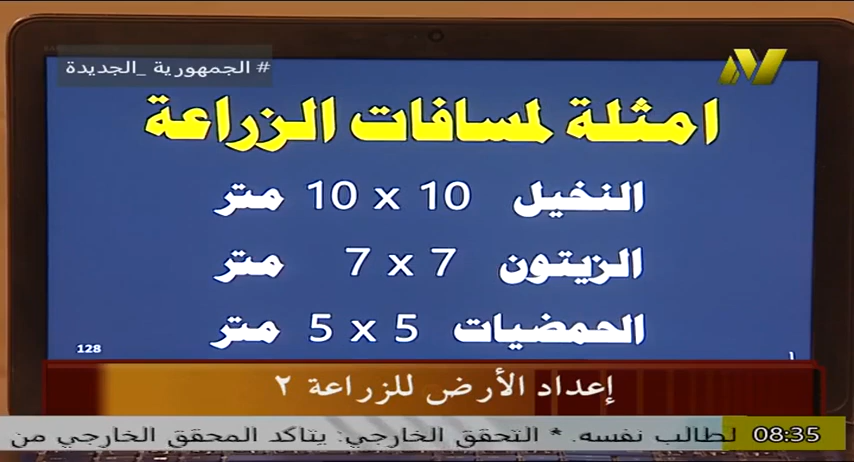 # الجمهورية _الجديدة
امثلة لمسافات الزراعة
النخيل 10 x 10 متر
الزيتون 7 x 7 متر
الحمضيات 5 x 5 متر
128
إعداد الأرض للزراعة ٢
08:35 لطالب نفسه. * التحقق الخارجي: يتاكد المحقق الخارجي من